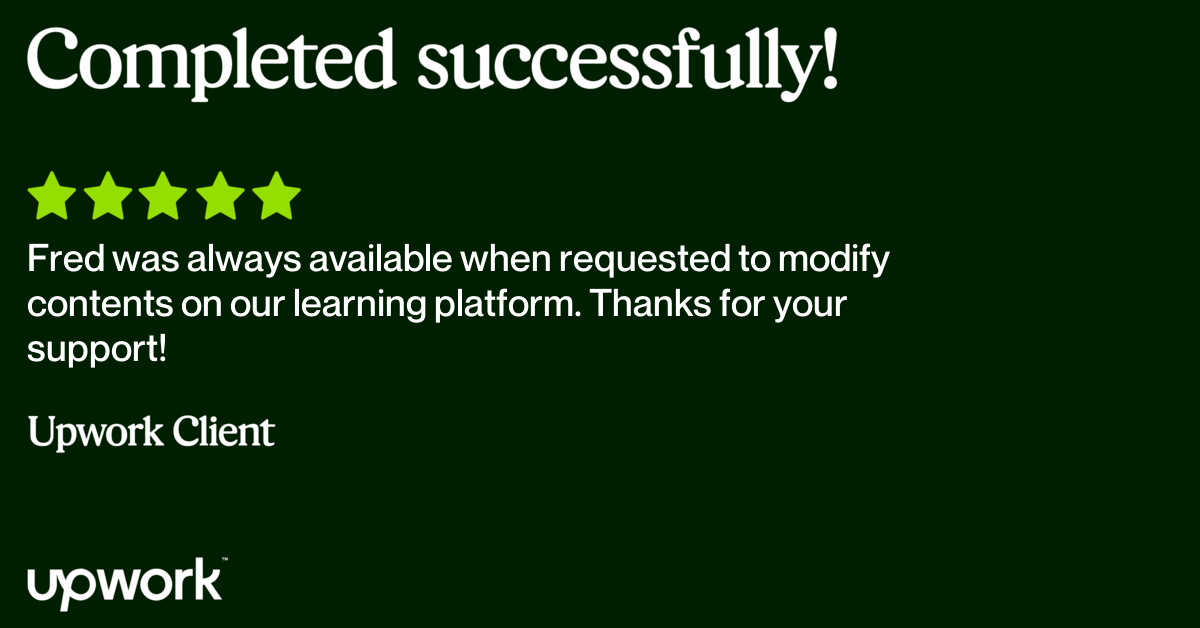 Completed successfully!
Fred was always available when requested to modify
contents on our learning platform. Thanks for your
support!
Upwork Client
upwork™